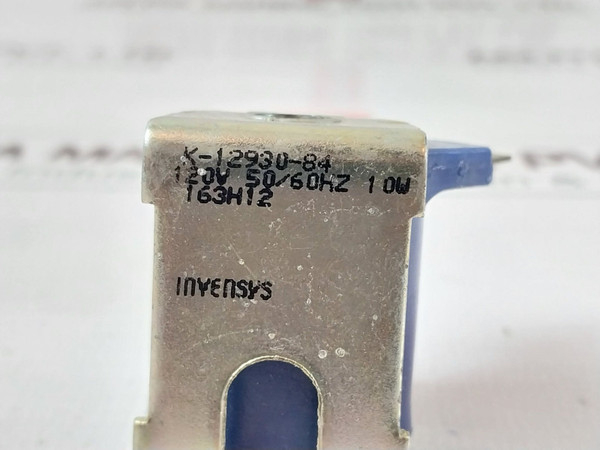 K-12930-84
120V 50/60HZ 10W
163H12
INVENSYS